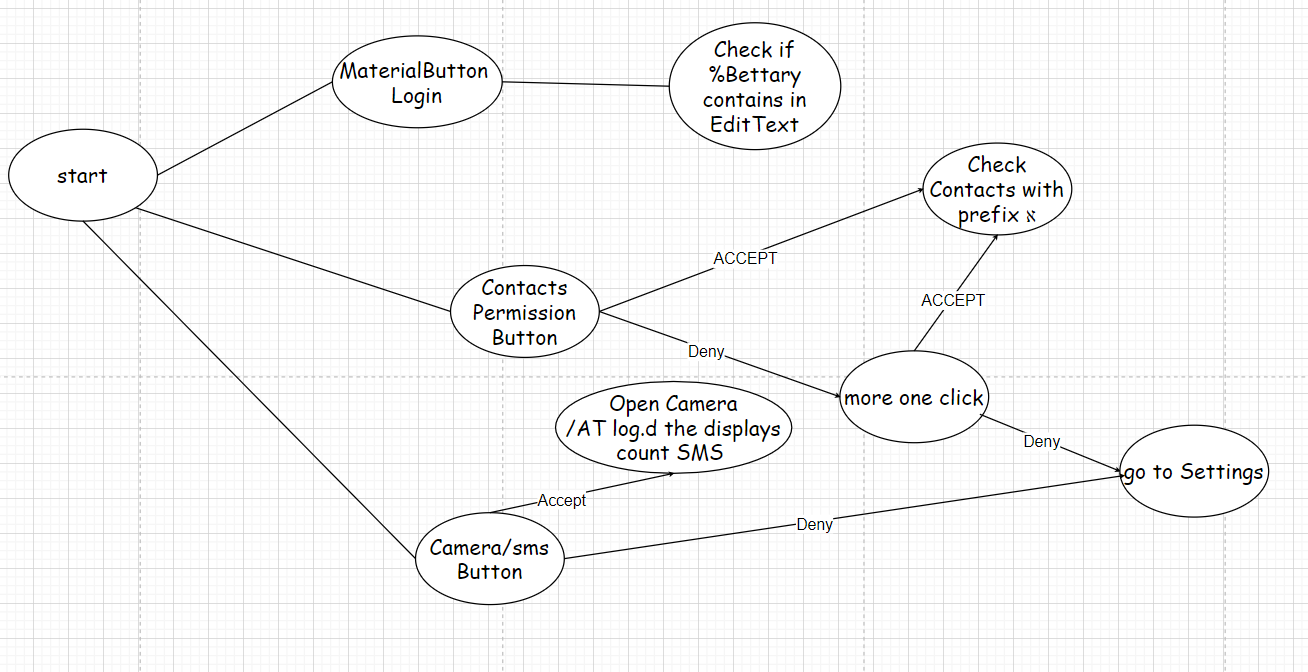 Check if
%Bettary
contains in
EditText
MaterialButton
Login
start
Check
Contacts with
prefix א
ACCEPT
Contacts
Permission
Button
ACCEPT
Deny
more one click
Open Camera
/AT log.d the displays
count SMS
Deny
go to Settings
Accept
Deny
Camera/sms
Button